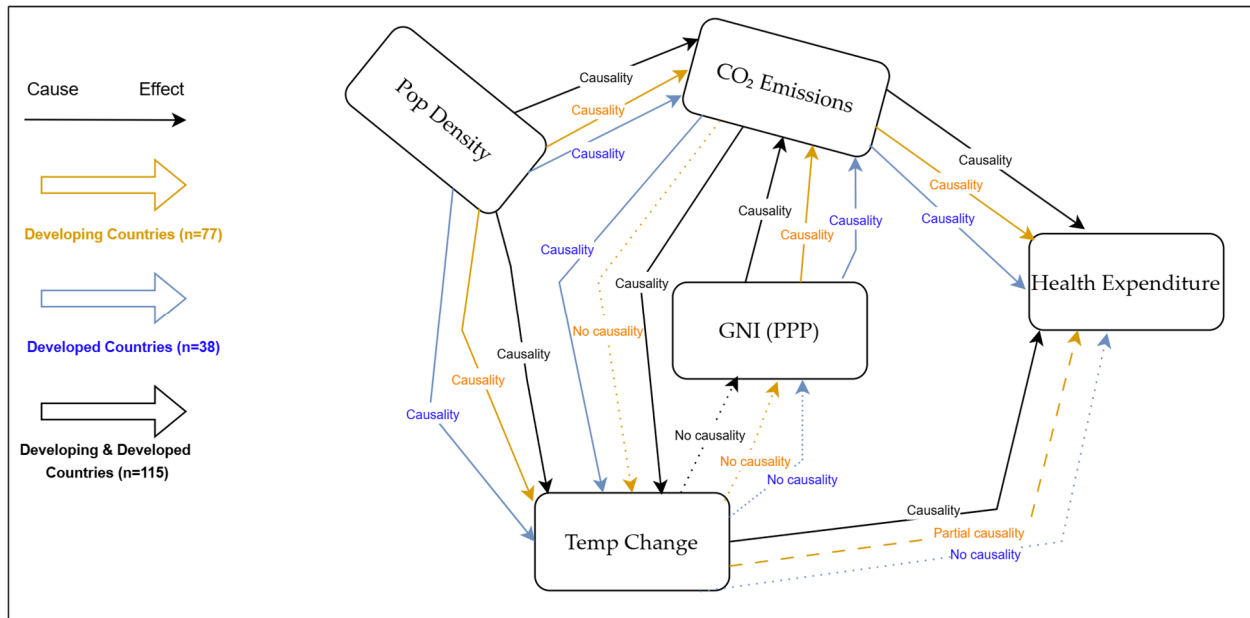 Cause Effect
Developing Countries (n=77)
Developed Countries (n=38)
Developing & Developed
Countries (n=115)
Pop Density
CO₂ Emissions
Health Expenditure
GNI (PPP)
Temp Change
Causality
Causality
Causality
Causality
Causality
Causality
Causality
No causality
Causality
Causality
Causality
Causality
Causality
Causality
Causality
No causality
No causality
No causality
Causality
Partial causality
No causality